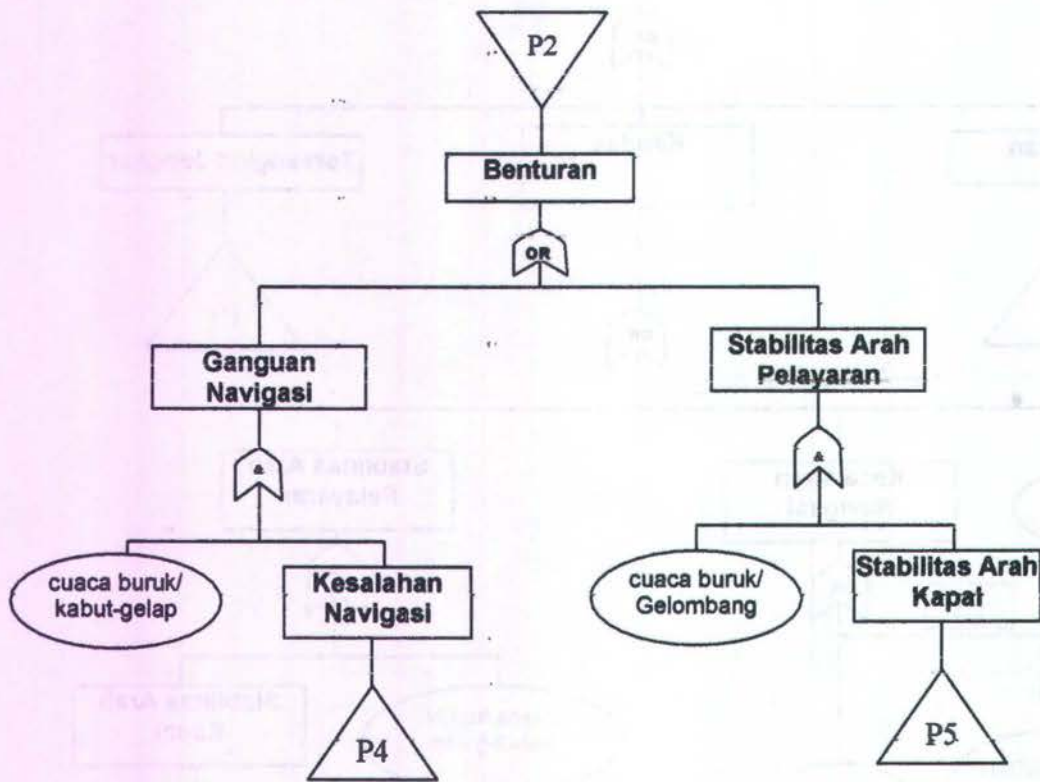 P2
Benturan
OR
Ganguan
Navigasi
Stabilitas Arah
Pelayaran
&
&
cuaca buruk/
kabut-gelap
Kesalahan
Navigasi
cuaca buruk/
Gelombang
Stabilitas Arah
Kapal
P4
P5